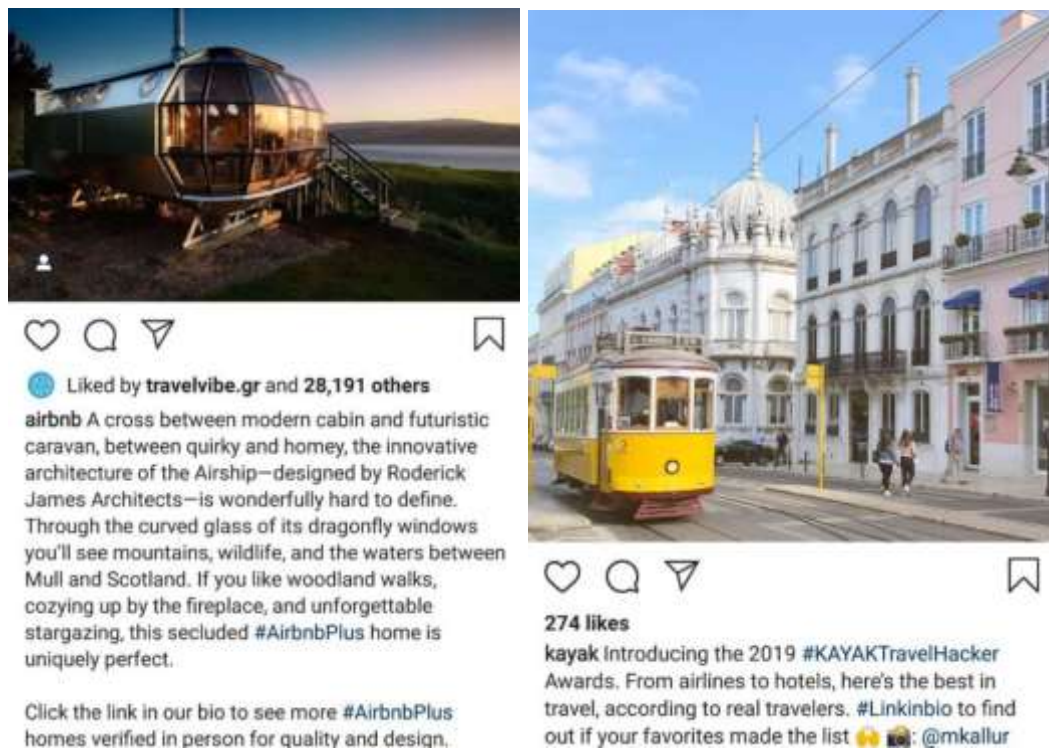 Liked by travelvibe.gr and 28,191 others
airbnb A cross between modern cabin and futuristic
caravan, between quirky and homey, the innovative
architecture of the Airship—designed by Roderick
James Architects—is wonderfully hard to define.
Through the curved glass of its dragonfly windows
you'll see mountains, wildlife, and the waters between
Mull and Scotland. If you like woodland walks,
cozying up by the fireplace, and unforgettable
stargazing, this secluded #AirbnbPlus home is
uniquely perfect.
Click the link in our bio to see more #AirbnbPlus
homes verified in person for quality and design.
274 likes
kayak Introducing the 2019 #KAYAKTravelHacker
Awards. From airlines to hotels, here's the best in
travel, according to real travelers. #Linkinbio to find
out if your favorites made the list 🙌 📸: @mkallur